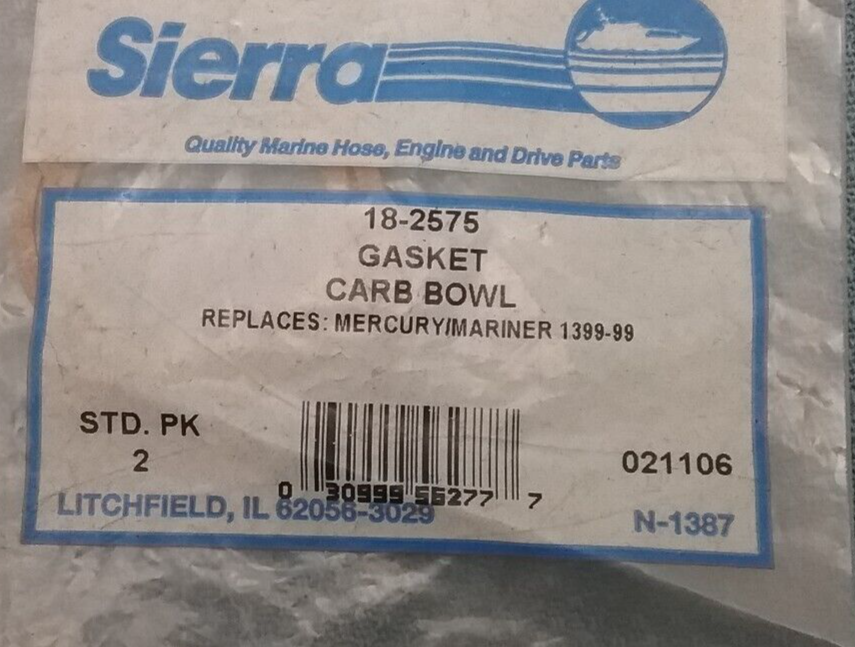 Sierra
Quality Marine Hose, Engine and Drive Parts
18-2575
GASKET
CARB BOWL
REPLACES: MERCURY/MARINER 1399-99
STD. PK
2
021106
0 30999 55277 7
LITCHFIELD, IL 62056-3029
N-1387